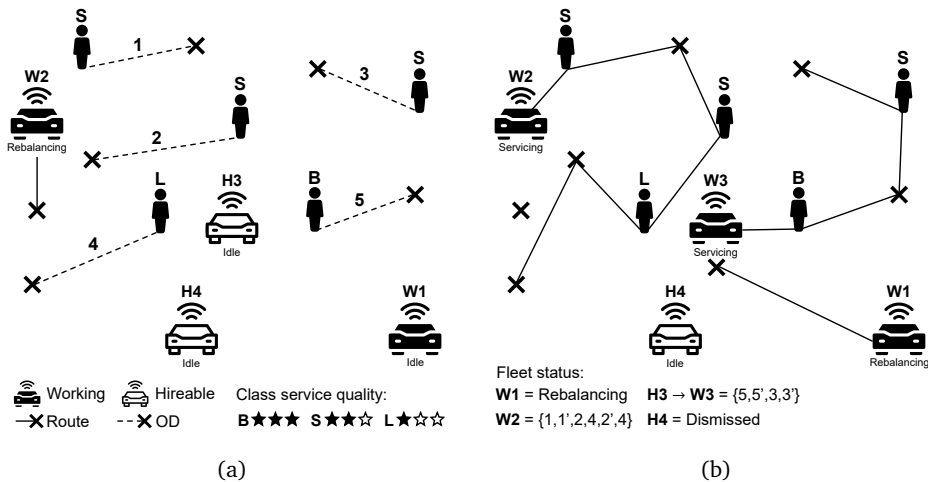 S
1
S
3
W2
S
Rebalancing
2
L
H3
B
5
Idle
4
H4
W1
Idle
Idle
Working
Hireable
Route
OD
Class service quality:
B★★★ S★★☆ L★☆☆
(a)
S
W2
S
S
Servicing
L
W3
B
Servicing
H4
W1
Idle
Rebalancing
Fleet status:
W1 = Rebalancing H3 → W3 = {5,5',3,3'}
W2 = {1,1',2,4,2',4} H4 = Dismissed
(b)